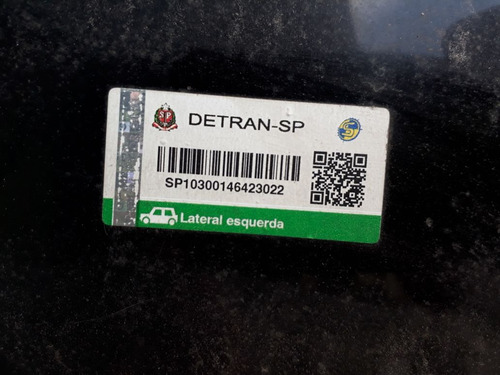 DETRAN-SP
SP10300146423022
Lateral esquerda